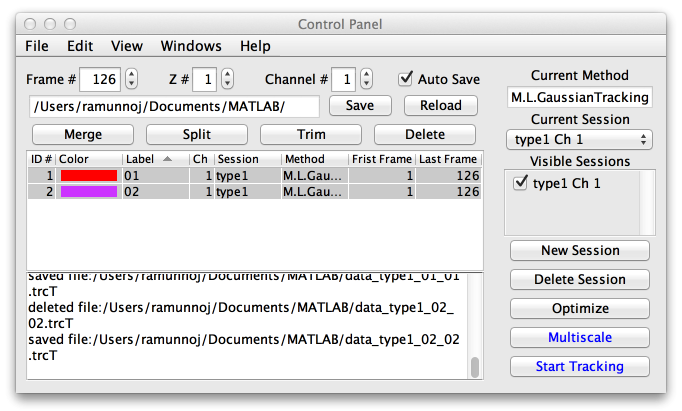 Control Panel
File Edit View Windows Help
Frame # 126 Z # 1 Channel # 1 Auto Save
/Users/ramunnoj/Documents/MATLAB/ Save Reload
Merge Split Trim Delete
ID # Color Label Ch Session Method Frist Frame Last Frame
1 01 1 type1 M.L.Gau... 1 126
2 02 1 type1 M.L.Gau... 1 126
saved file:/Users/ramunnoj/Documents/MATLAB/data_type1_01_01
.trcT
deleted file:/Users/ramunnoj/Documents/MATLAB/data_type1_02_
02.trcT
saved file:/Users/ramunnoj/Documents/MATLAB/data_type1_02_02
.trcT
Current Method
M.L.GaussianTracking
Current Session
type1 Ch 1
Visible Sessions
type1 Ch 1
New Session
Delete Session
Optimize
Multiscale
Start Tracking